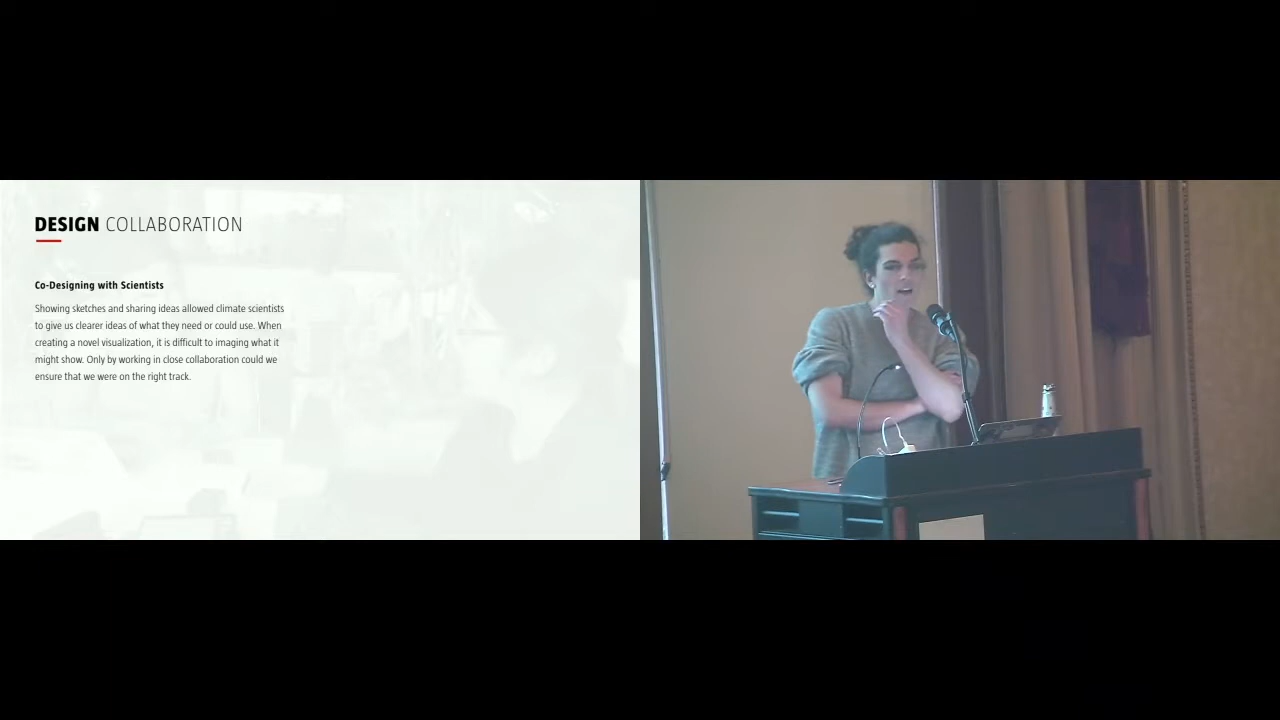 DESIGN COLLABORATION
Co-Designing with Scientists
Showing sketches and sharing ideas allowed climate scientists
to give us clearer ideas of what they need or could use. When
creating a novel visualization, it is difficult to imaging what it
might show. Only by working in close collaboration could we
ensure that we were on the right track.